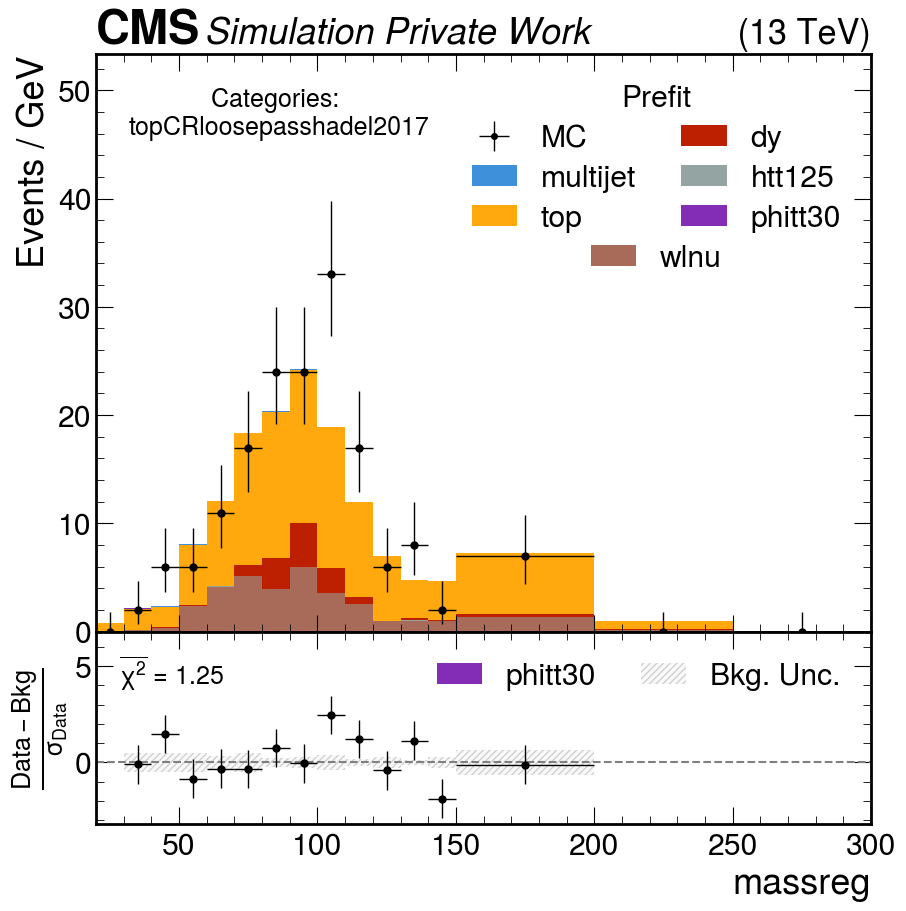 CMS Simulation Private Work (13 TeV)
Events / GeV
Categories:
topCRloosepasshadel2017
Prefit
MC
dy
multijet
htt125
top
phitt30
wlnu
50
40
30
20
10
0
Data – Bkg
σData
χ² = 1.25
phitt30
Bkg. Unc.
5
0
50 100 150 200 250 300
massreg